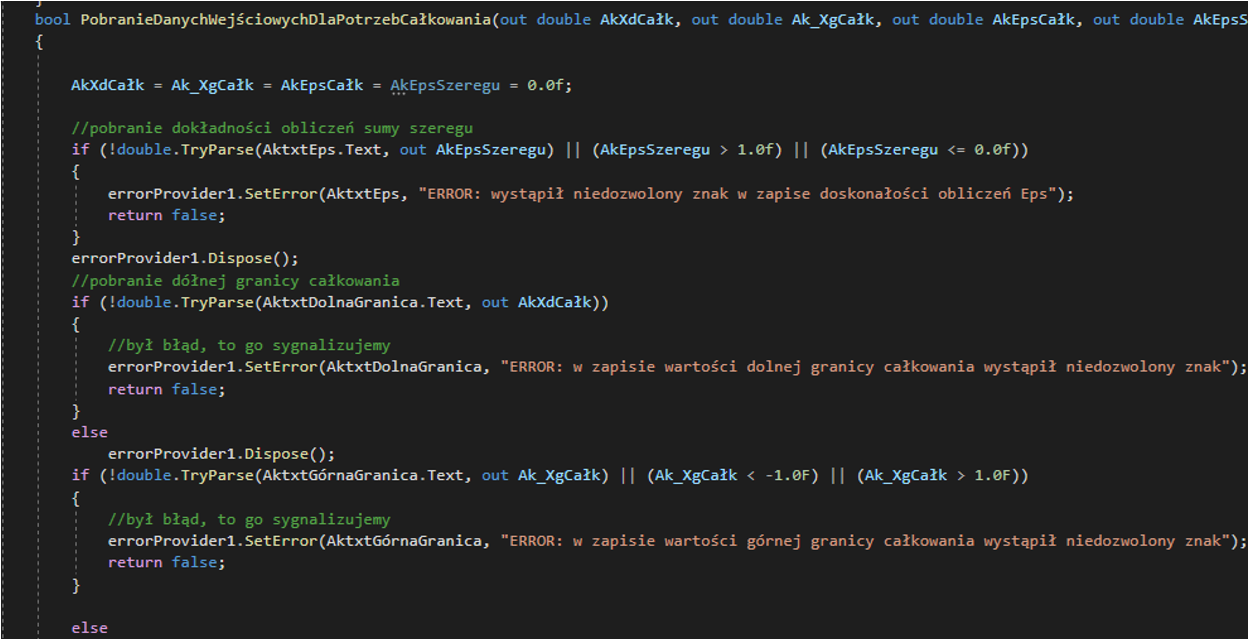 }
bool PobranieDanychWejściowychDlaPotrzebCałkowania(out double AkXdCałk, out double Ak_XgCałk, out double AkEpsCałk, out double AkEpsS
{
AkXdCałk = Ak_XgCałk = AkEpsCałk = AkEpsSzeregu = 0.0f;
//pobranie dokładności obliczeń sumy szeregu
if (!double.TryParse(AktxtEps.Text, out AkEpsSzeregu) || (AkEpsSzeregu > 1.0f) || (AkEpsSzeregu <= 0.0f))
{
errorProvider1.SetError(AktxtEps, "ERROR: wystąpił niedozwolony znak w zapise doskonałości obliczeń Eps");
return false;
}
errorProvider1.Dispose();
//pobranie dółnej granicy całkowania
if (!double.TryParse(AktxtDolnaGranica.Text, out AkXdCałk))
{
//był błąd, to go sygnalizujemy
errorProvider1.SetError(AktxtDolnaGranica, "ERROR: w zapisie wartości dolnej granicy całkowania wystąpił niedozwolony znak");
return false;
}
else
errorProvider1.Dispose();
if (!double.TryParse(AktxtGórnaGranica.Text, out Ak_XgCałk) || (Ak_XgCałk < -1.0F) || (Ak_XgCałk > 1.0F))
{
//był błąd, to go sygnalizujemy
errorProvider1.SetError(AktxtGórnaGranica, "ERROR: w zapisie wartości górnej granicy całkowania wystąpił niedozwolony znak");
return false;
}
else